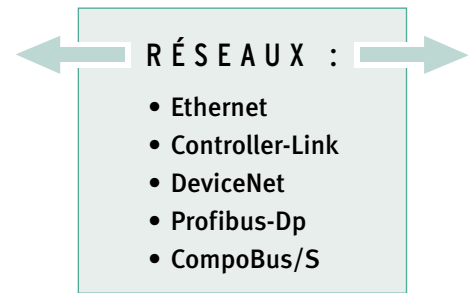 RÉSEAUX :
• Ethernet
• Controller-Link
• DeviceNet
• Profibus-Dp
• CompoBus/S